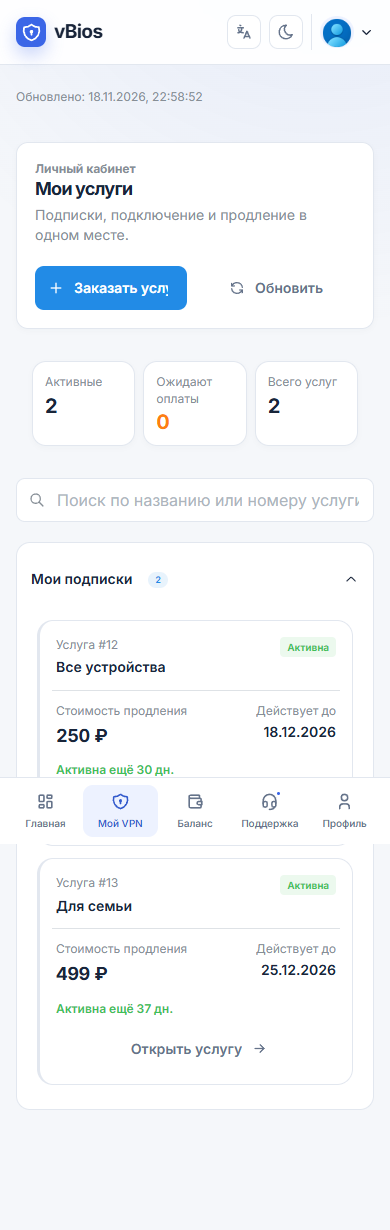 vBios
Обновлено: 18.11.2026, 22:58:52
Личный кабинет
Мои услуги
Подписки, подключение и продление в
одном месте.
Заказать усл
Обновить
Активные
2
Ожидают
оплаты
0
Всего услуг
2
Поиск по названию или номеру услуги
Мои подписки 2
Услуга #12
Активна
Все устройства
Стоимость продления
Действует до
250 ₽
18.12.2026
Активна ещё 30 дн.
Главная
Мой VPN
Баланс
Поддержка
Профиль
Услуга #13
Активна
Для семьи
Стоимость продления
Действует до
499 ₽
25.12.2026
Активна ещё 37 дн.
Открыть услугу